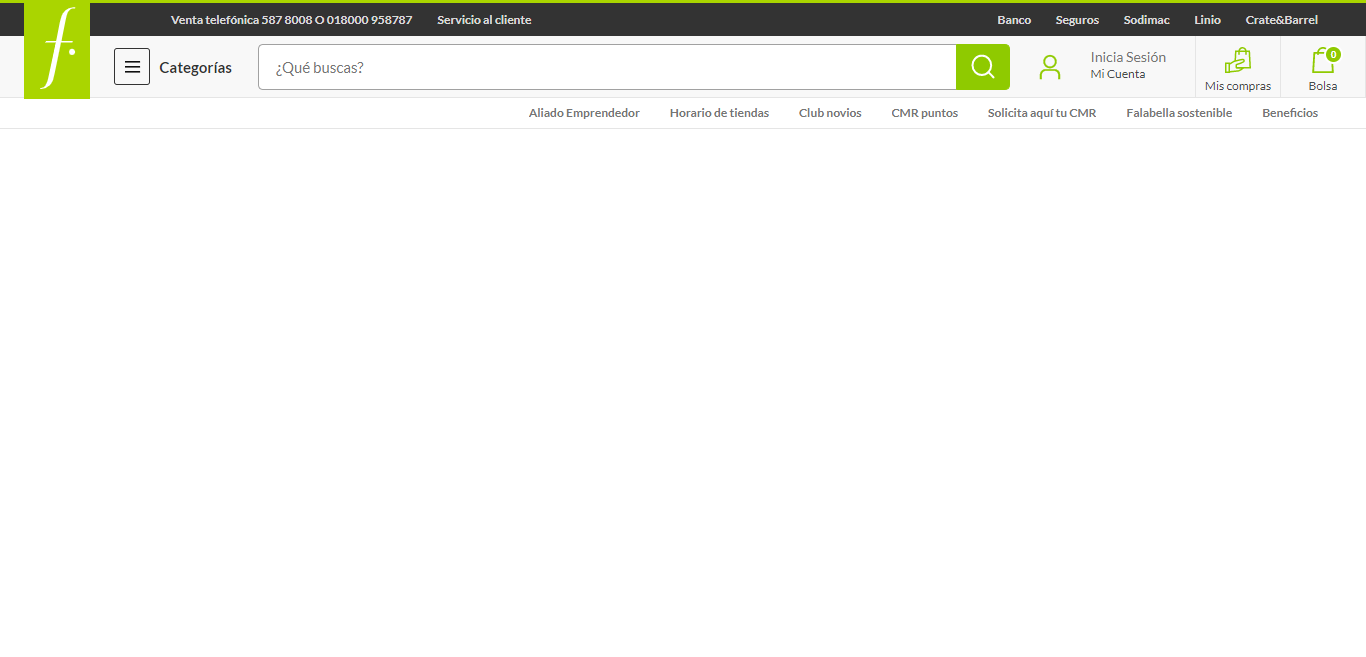 Venta telefónica 587 8008 O 018000 958787 Servicio al cliente Banco Seguros Sodimac Linio Crate&Barrel
f.
Categorías ¿Qué buscas? Inicia Sesión
Mi Cuenta
Mis compras
0
Bolsa
Aliado Emprendedor Horario de tiendas Club novios CMR puntos Solicita aquí tu CMR Falabella sostenible Beneficios